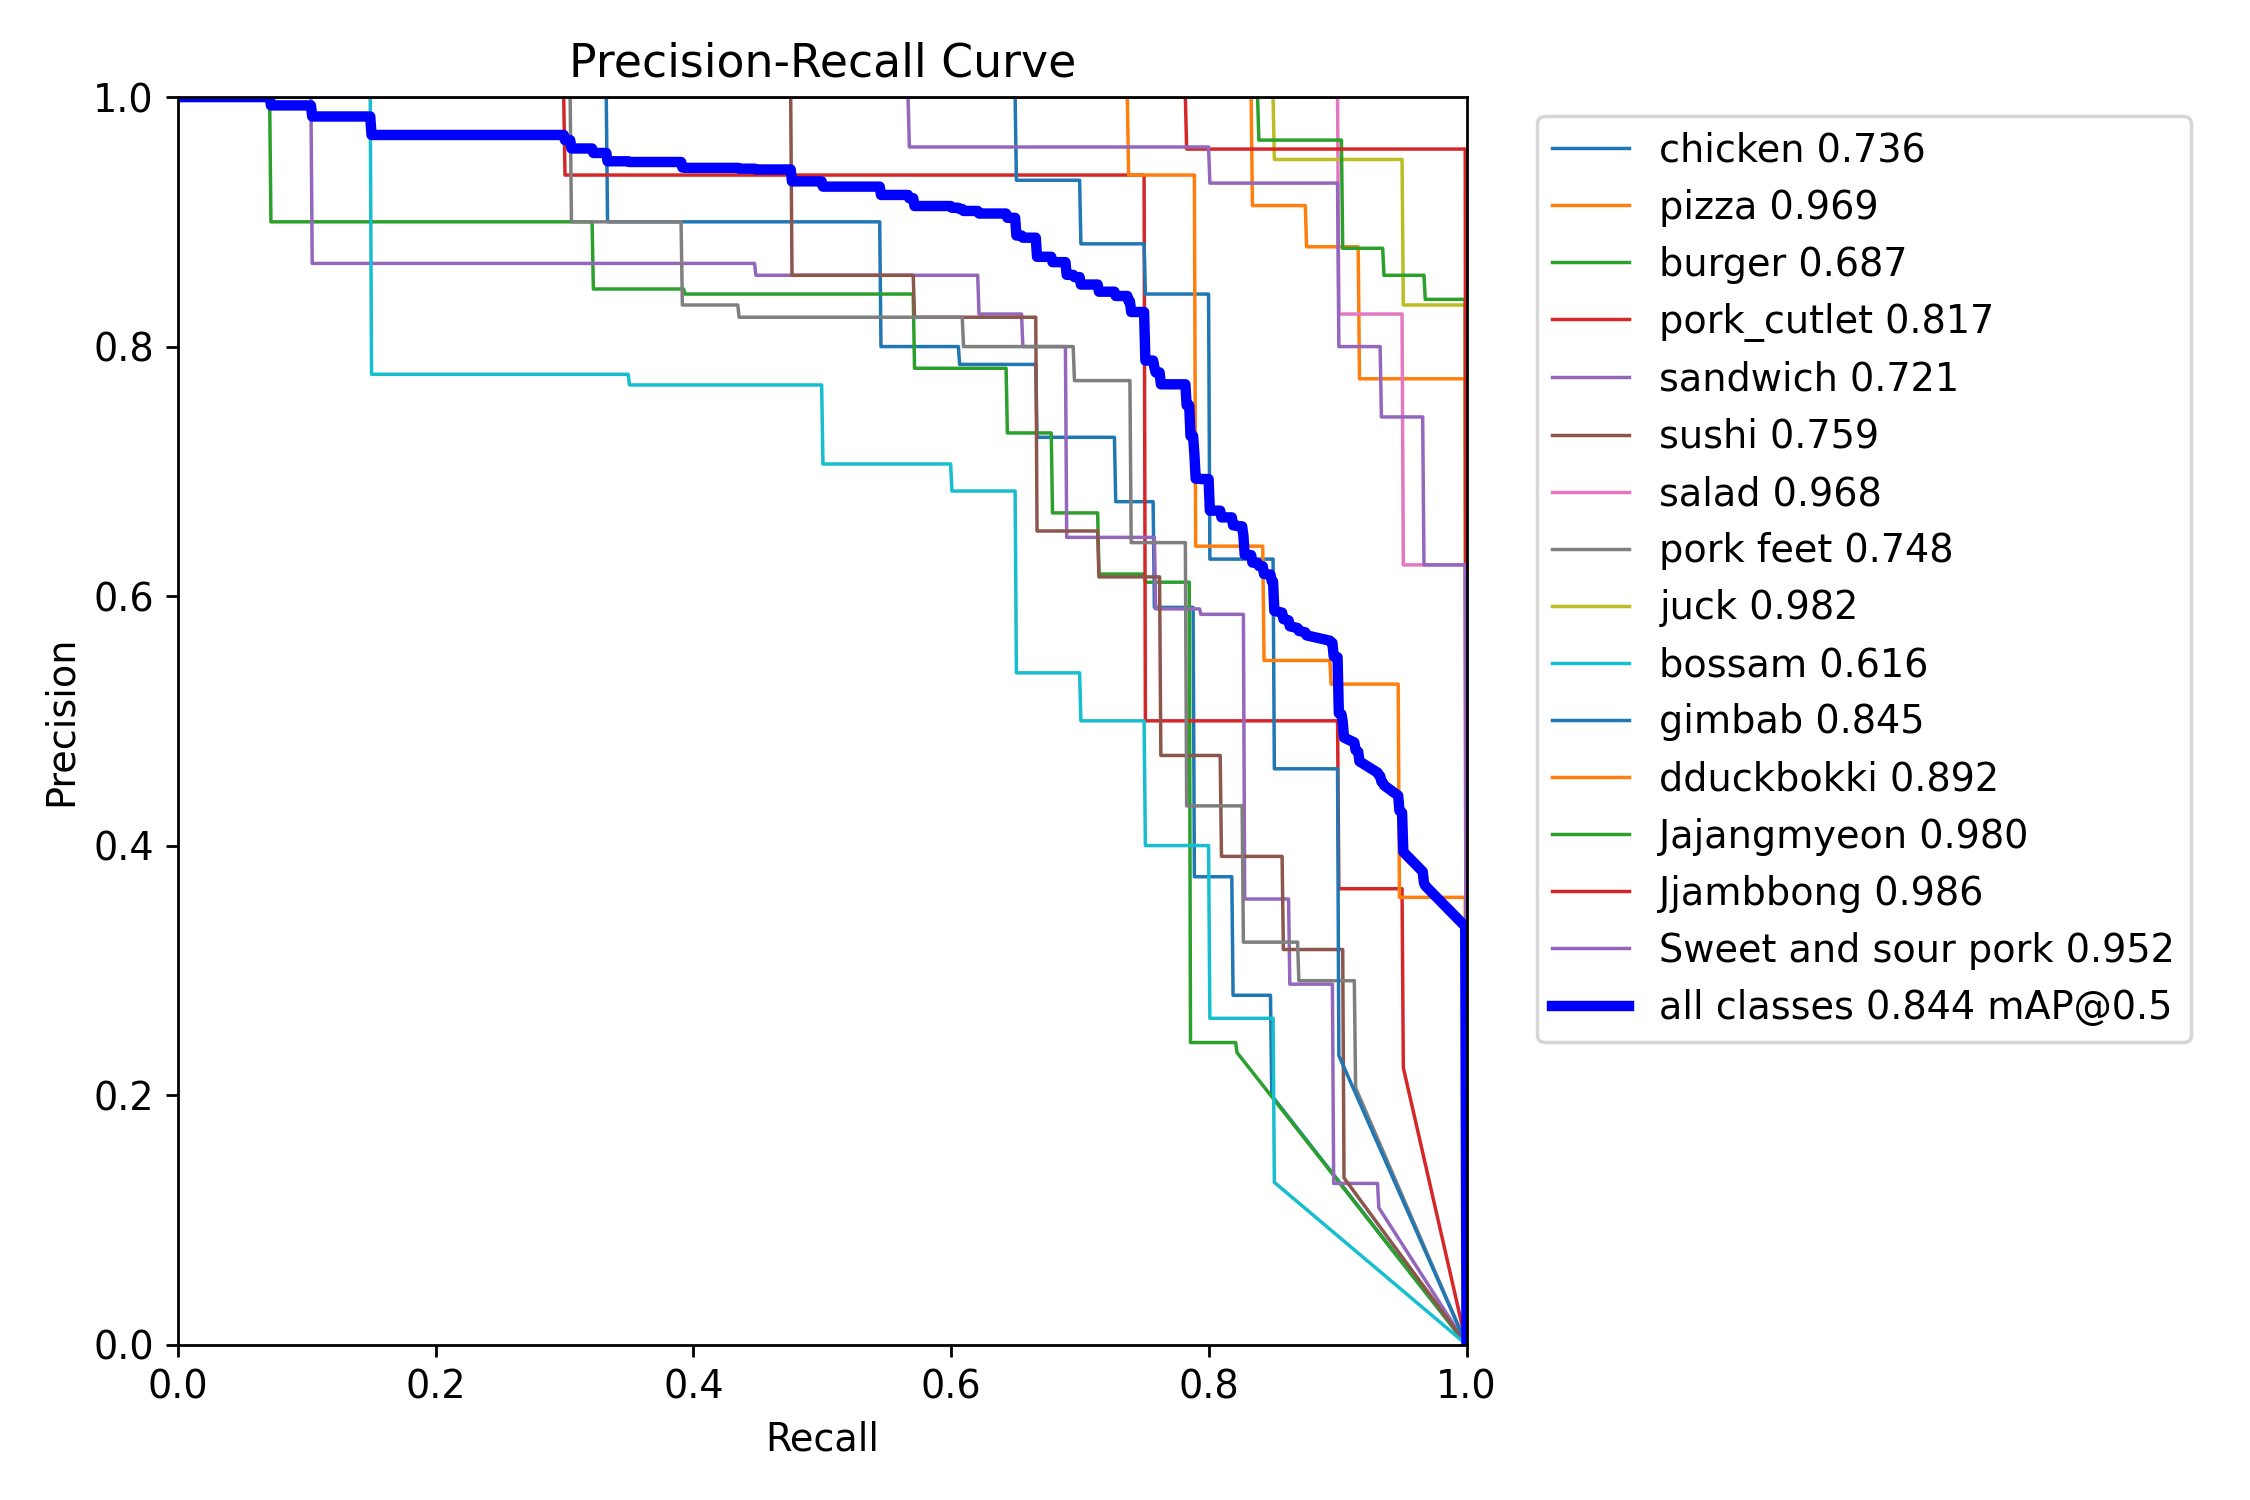 Precision-Recall Curve
1.0
0.8
0.6
0.4
0.2
0.0
Precision
0.0 0.2 0.4 0.6 0.8 1.0
Recall
chicken 0.736
pizza 0.969
burger 0.687
pork_cutlet 0.817
sandwich 0.721
sushi 0.759
salad 0.968
pork feet 0.748
juck 0.982
bossam 0.616
gimbab 0.845
dduckbokki 0.892
Jajangmyeon 0.980
Jjambbong 0.986
Sweet and sour pork 0.952
all classes 0.844 mAP@0.5